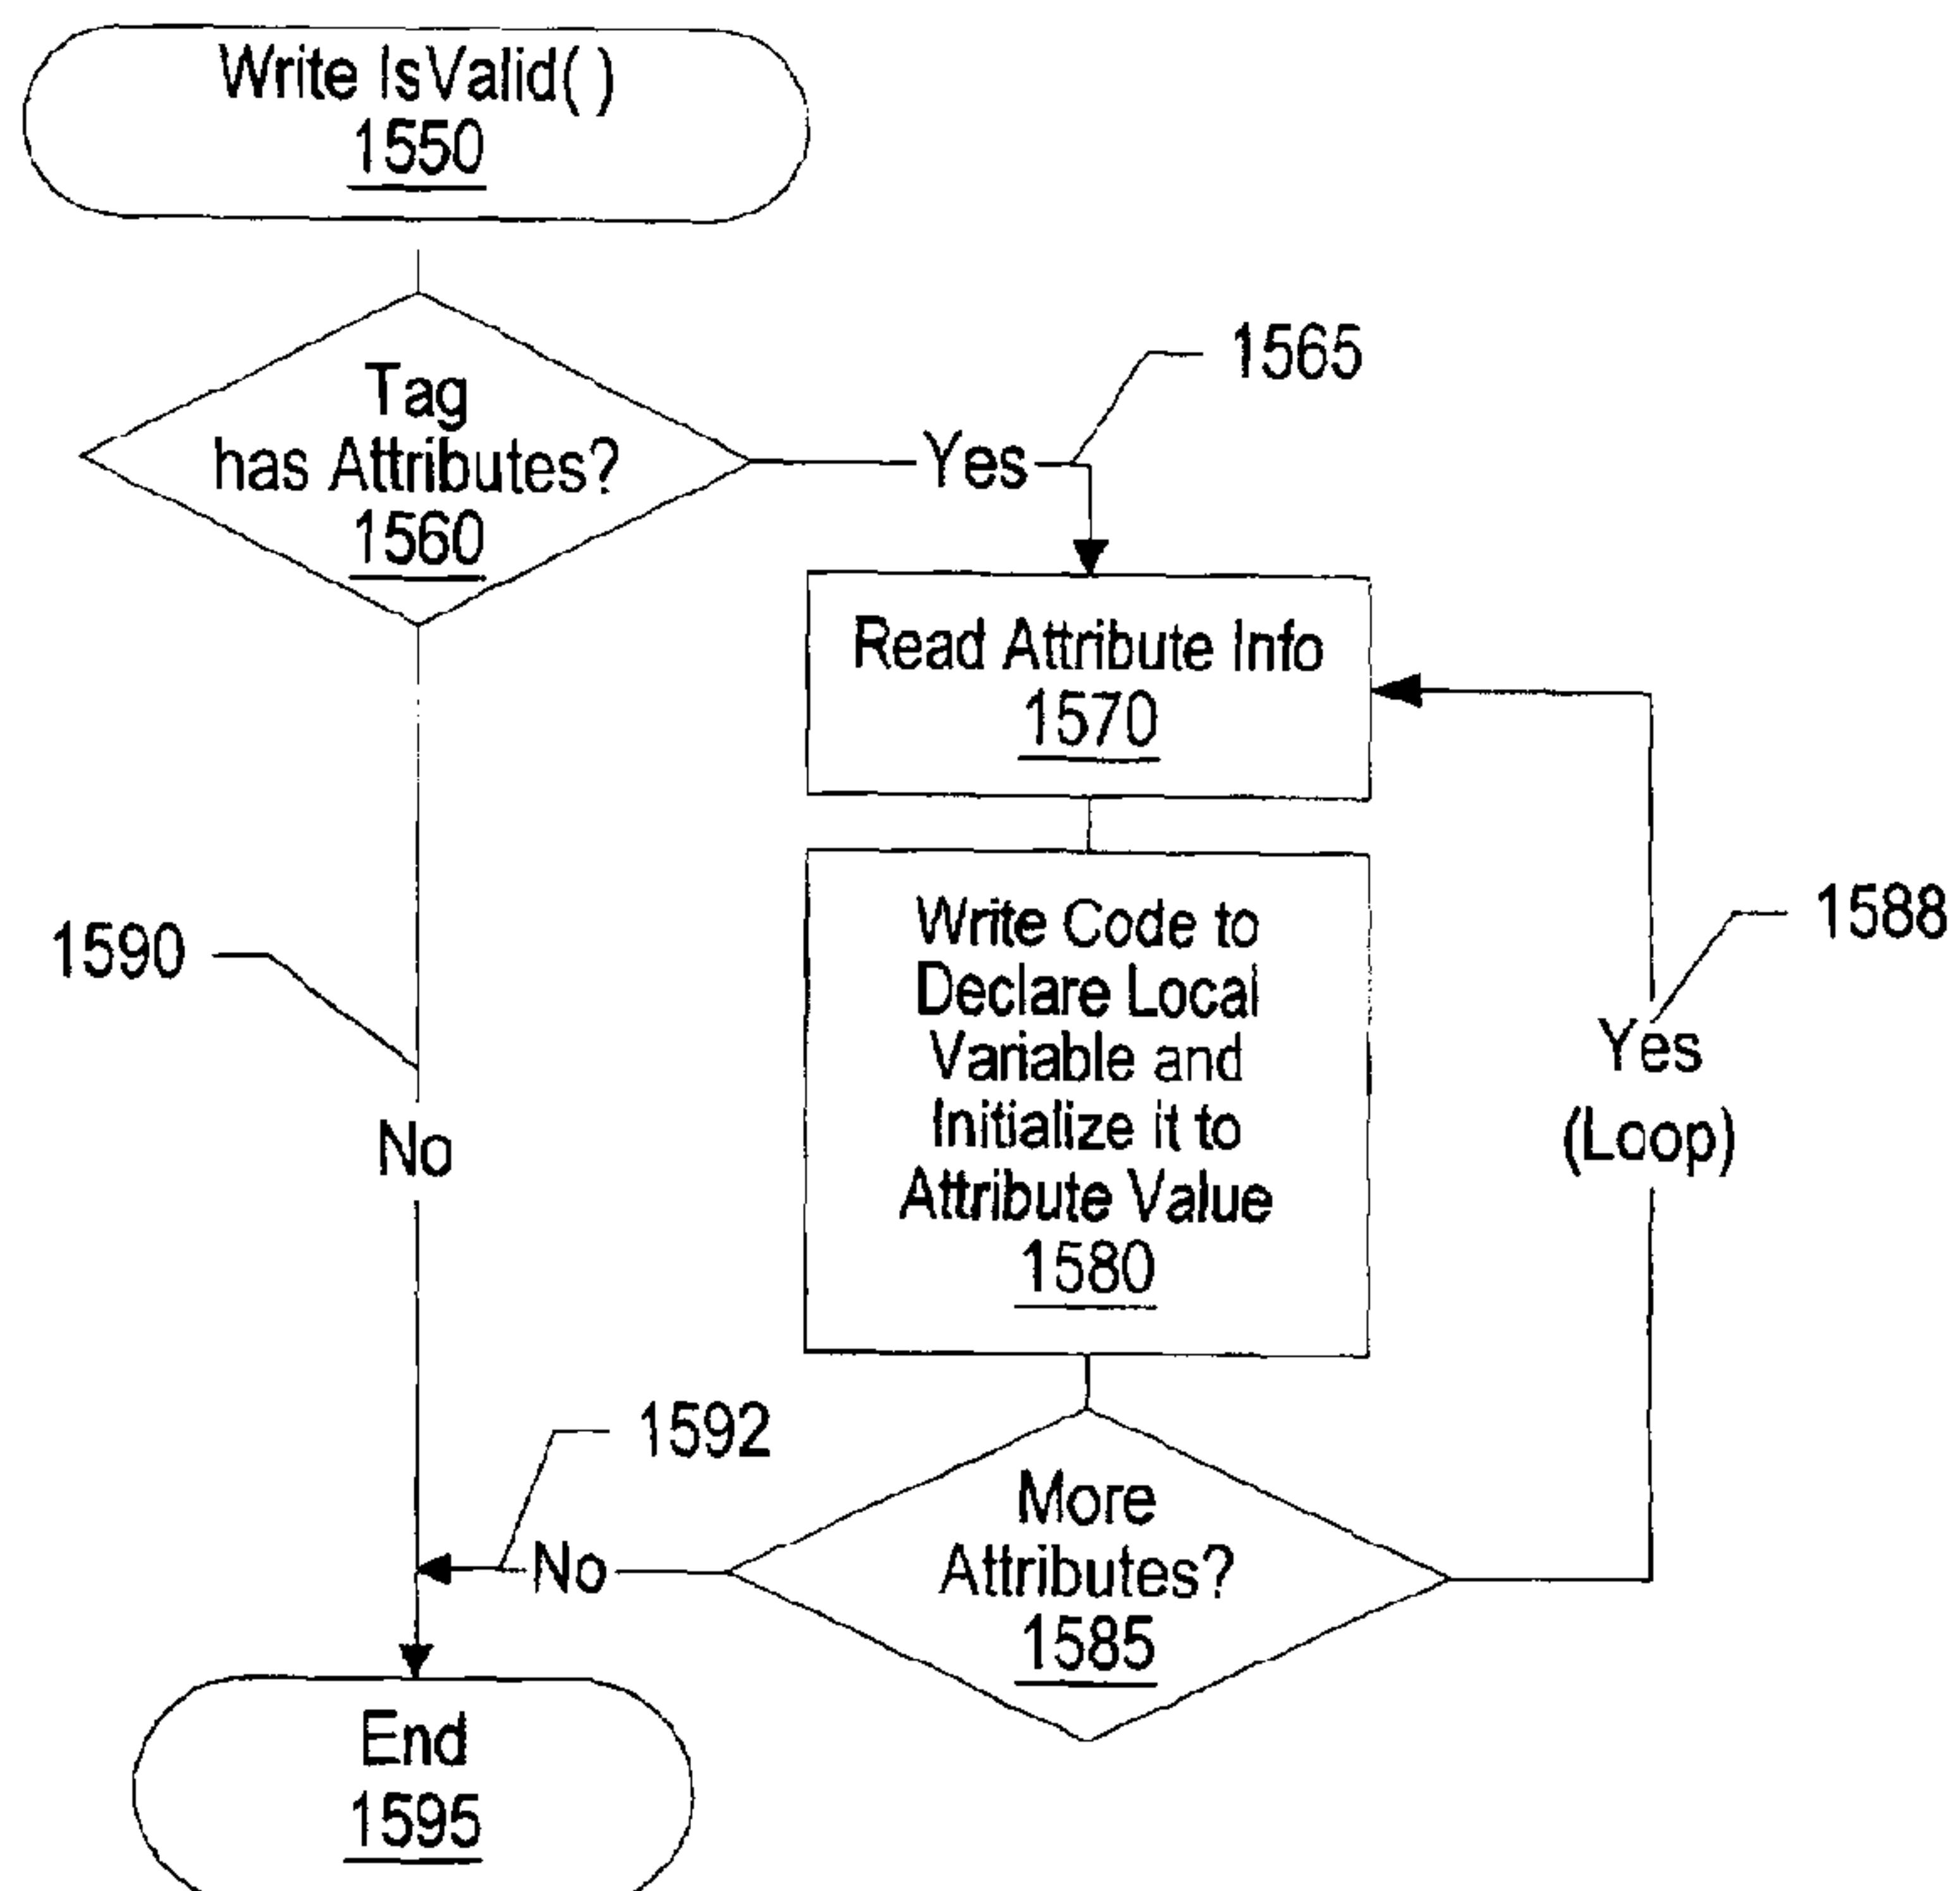 Write IsValid( )
1550
Tag
has Attributes?
1560
Yes
1565
Read Attribute Info
1570
Write Code to
Declare Local
Variable and
Initialize it to
Attribute Value
1580
1588
Yes
(Loop)
1590
No
1592
No
More
Attributes?
1585
End
1595